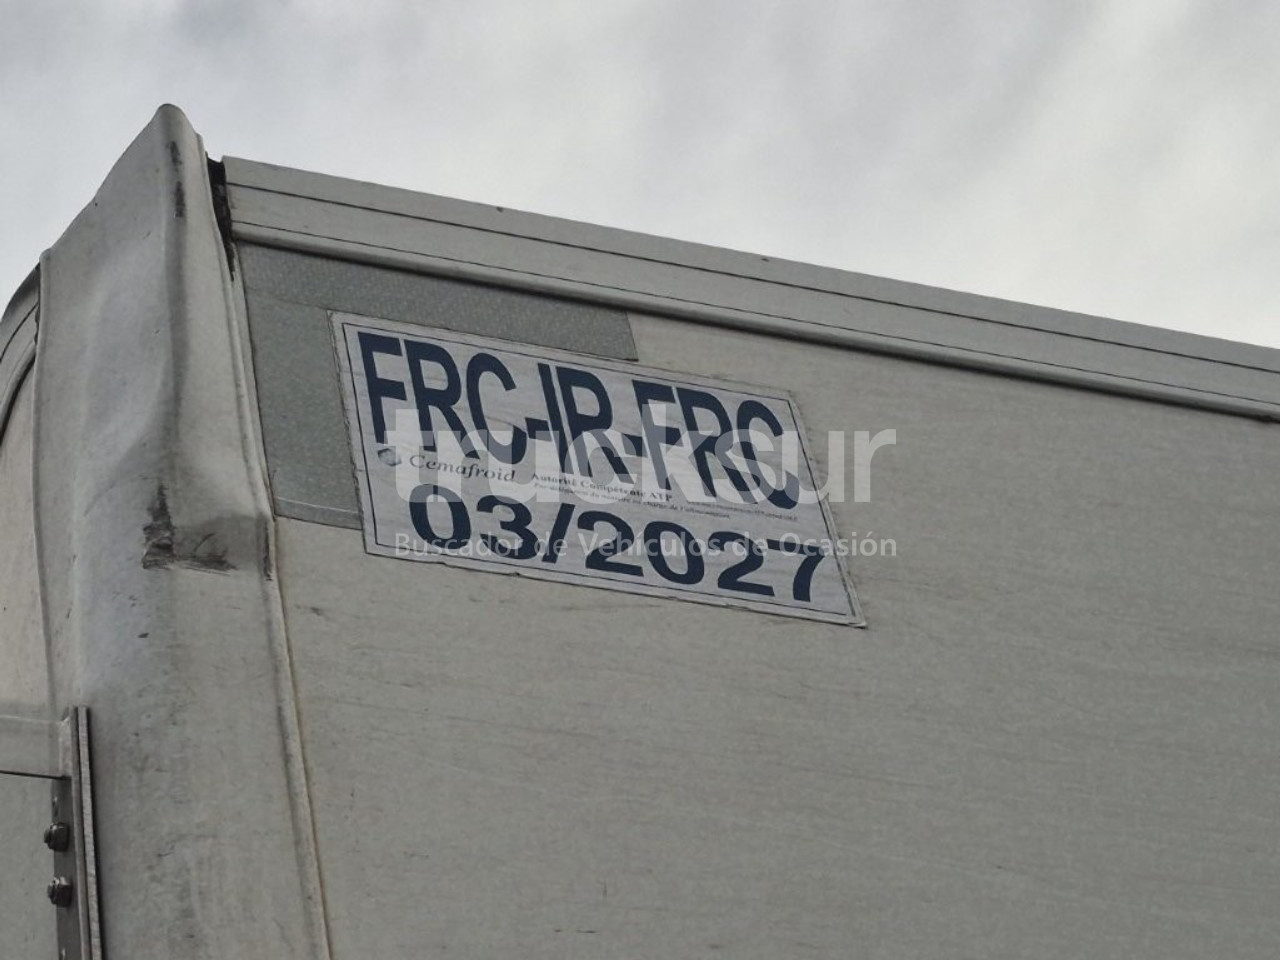 FRC-IR-FRC
Cemafroid Autorité Compétente ATP
03/2027
trucksur
Buscador de Vehículos de Ocasión